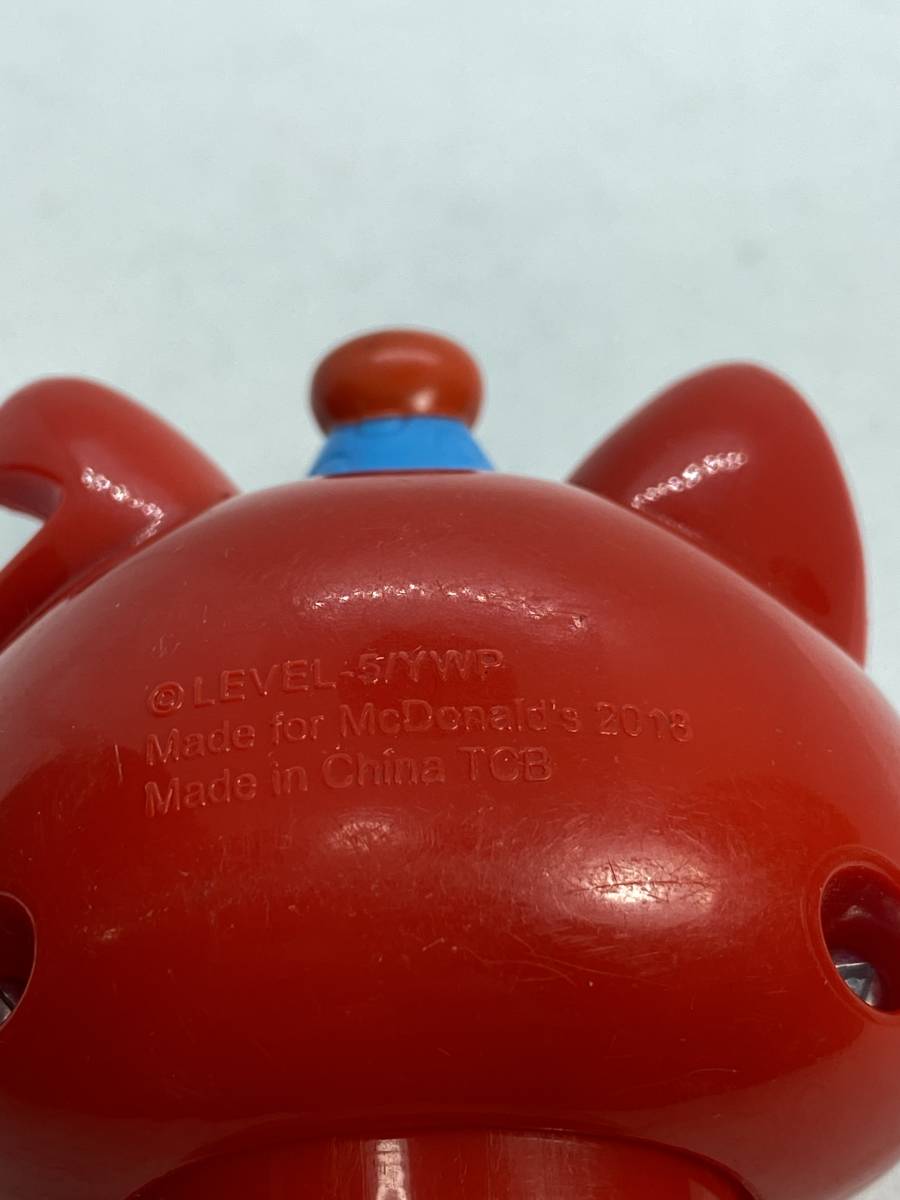 ©LEVEL-5/YWP
Made for McDonald's 2018
Made in China TCB